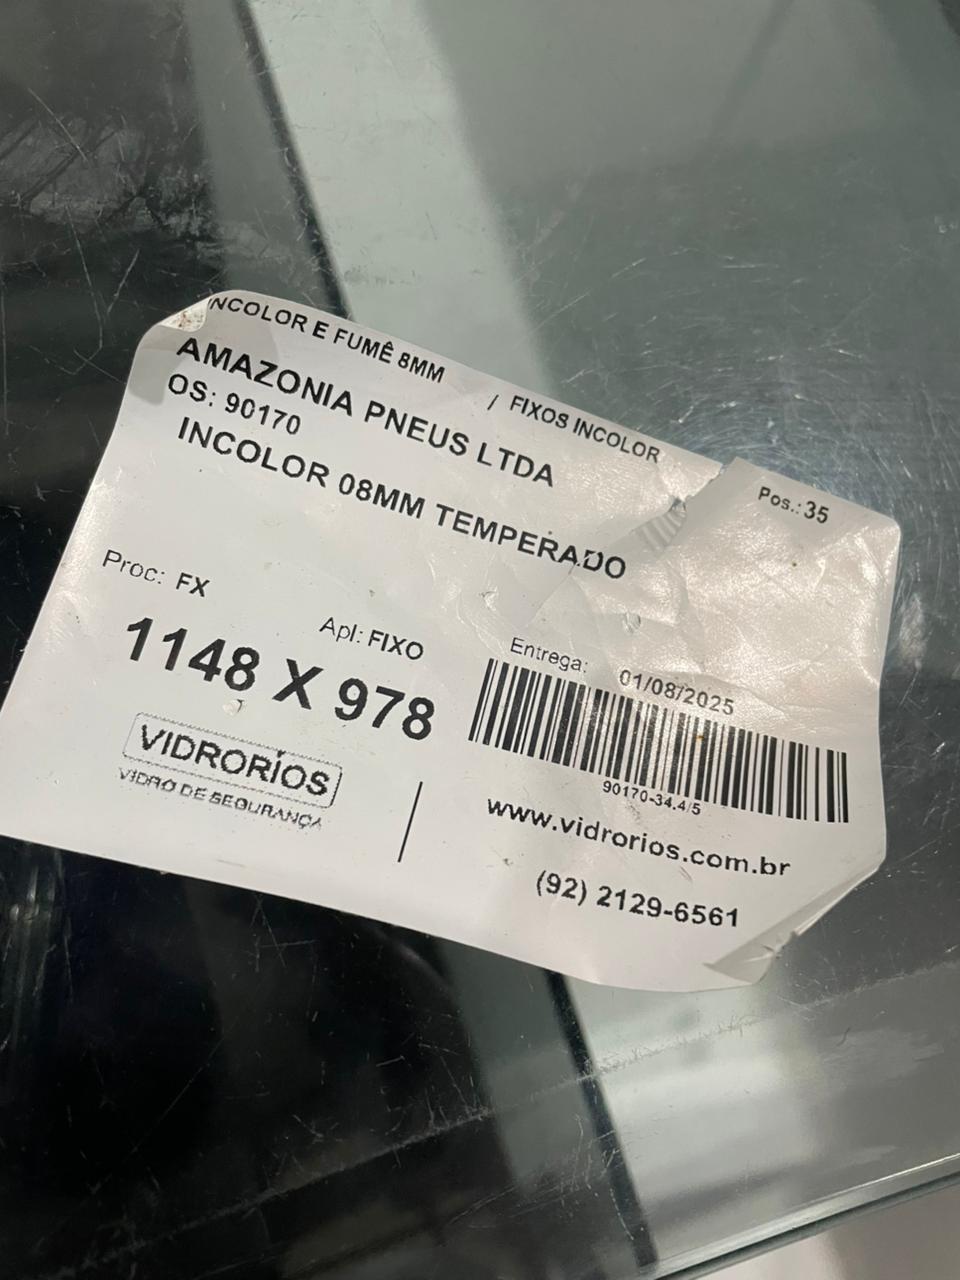 INCOLOR E FUMÊ 8MM / FIXOS INCOLOR
AMAZONIA PNEUS LTDA
OS: 90170
Pos.: 35
INCOLOR 08MM TEMPERADO
Proc: FX
Apl: FIXO
Entrega: 01/08/2025
1148 X 978
90170-34.4/5
VIDRORIOS
VIDRO DE SEGURANÇA
www.vidrorios.com.br
(92) 2129-6561